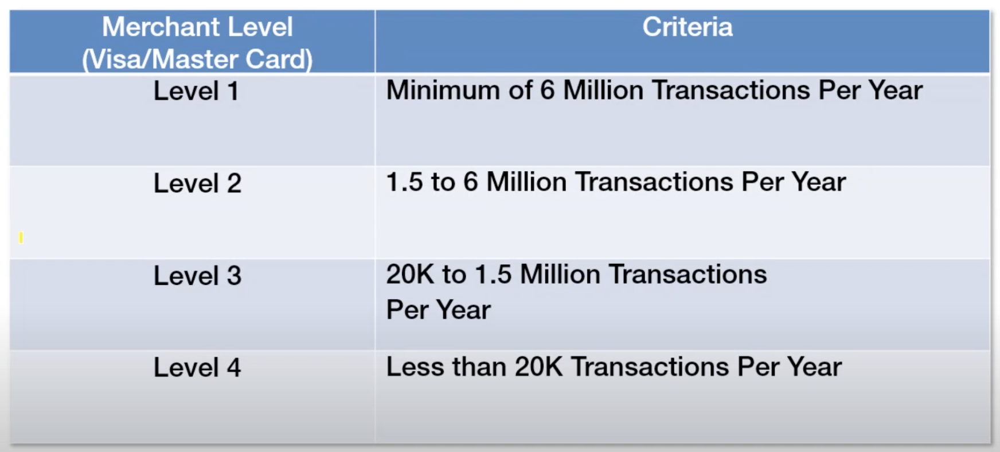 Merchant Level
(Visa/Master Card)
Criteria
Level 1
Minimum of 6 Million Transactions Per Year
Level 2
1.5 to 6 Million Transactions Per Year
Level 3
20K to 1.5 Million Transactions
Per Year
Level 4
Less than 20K Transactions Per Year